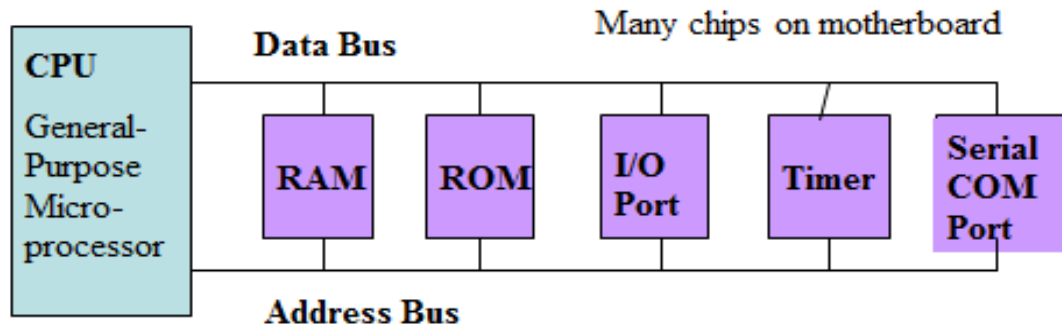 Many chips on motherboard
Data Bus
CPU
General-
Purpose
Micro-
processor
RAM
ROM
I/O
Port
Timer
Serial
COM
Port
Address Bus